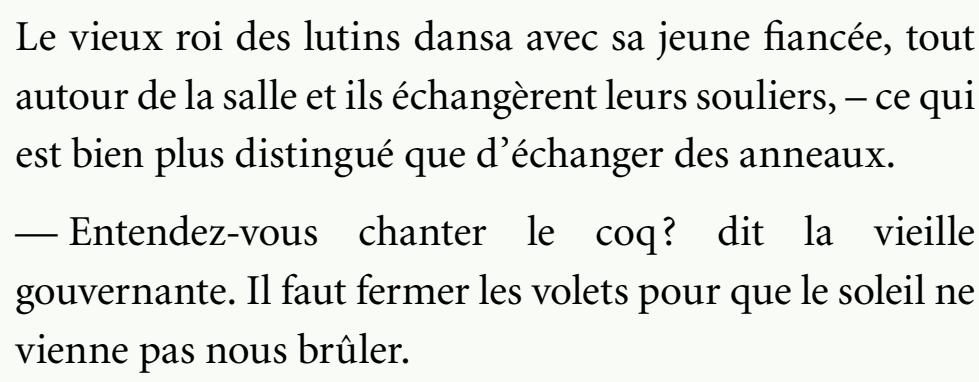 Le vieux roi des lutins dansa avec sa jeune fiancée, tout
autour de la salle et ils échangèrent leurs souliers, – ce qui
est bien plus distingué que d’échanger des anneaux.
— Entendez-vous chanter le coq ? dit la vieille
gouvernante. Il faut fermer les volets pour que le soleil ne
vienne pas nous brûler.